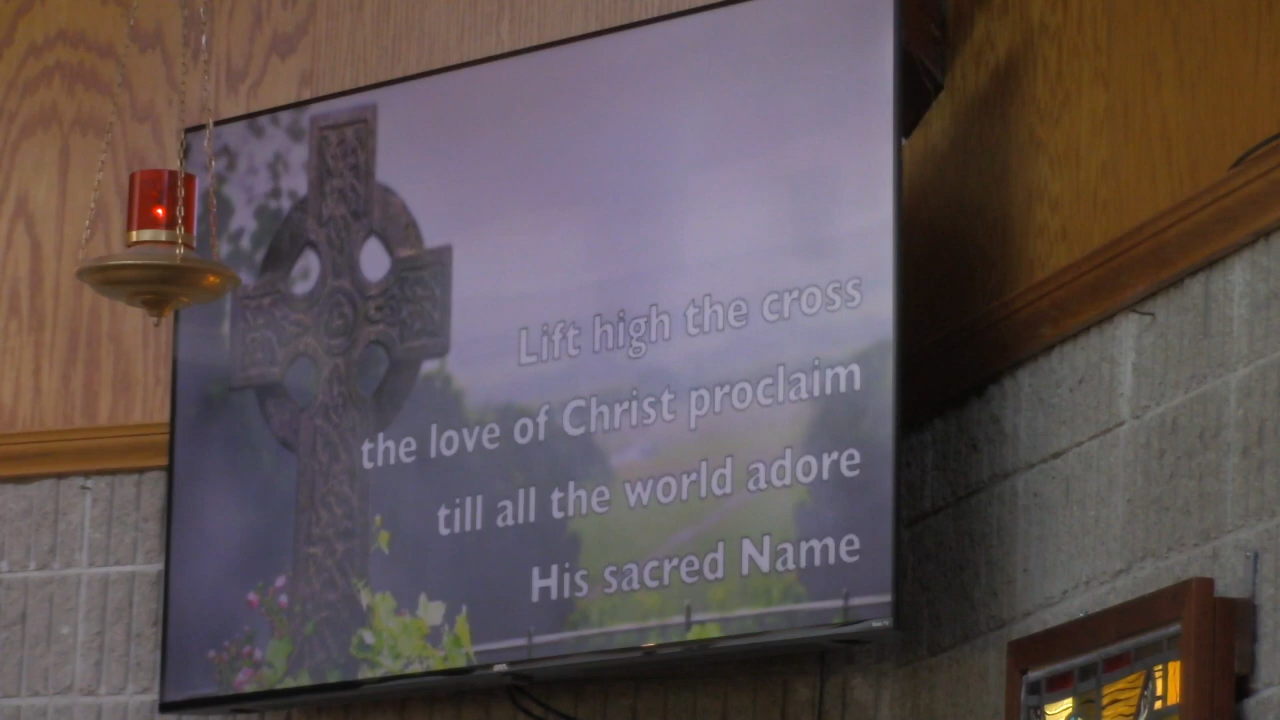 Lift high the cross
the love of Christ proclaim
till all the world adore
His sacred Name